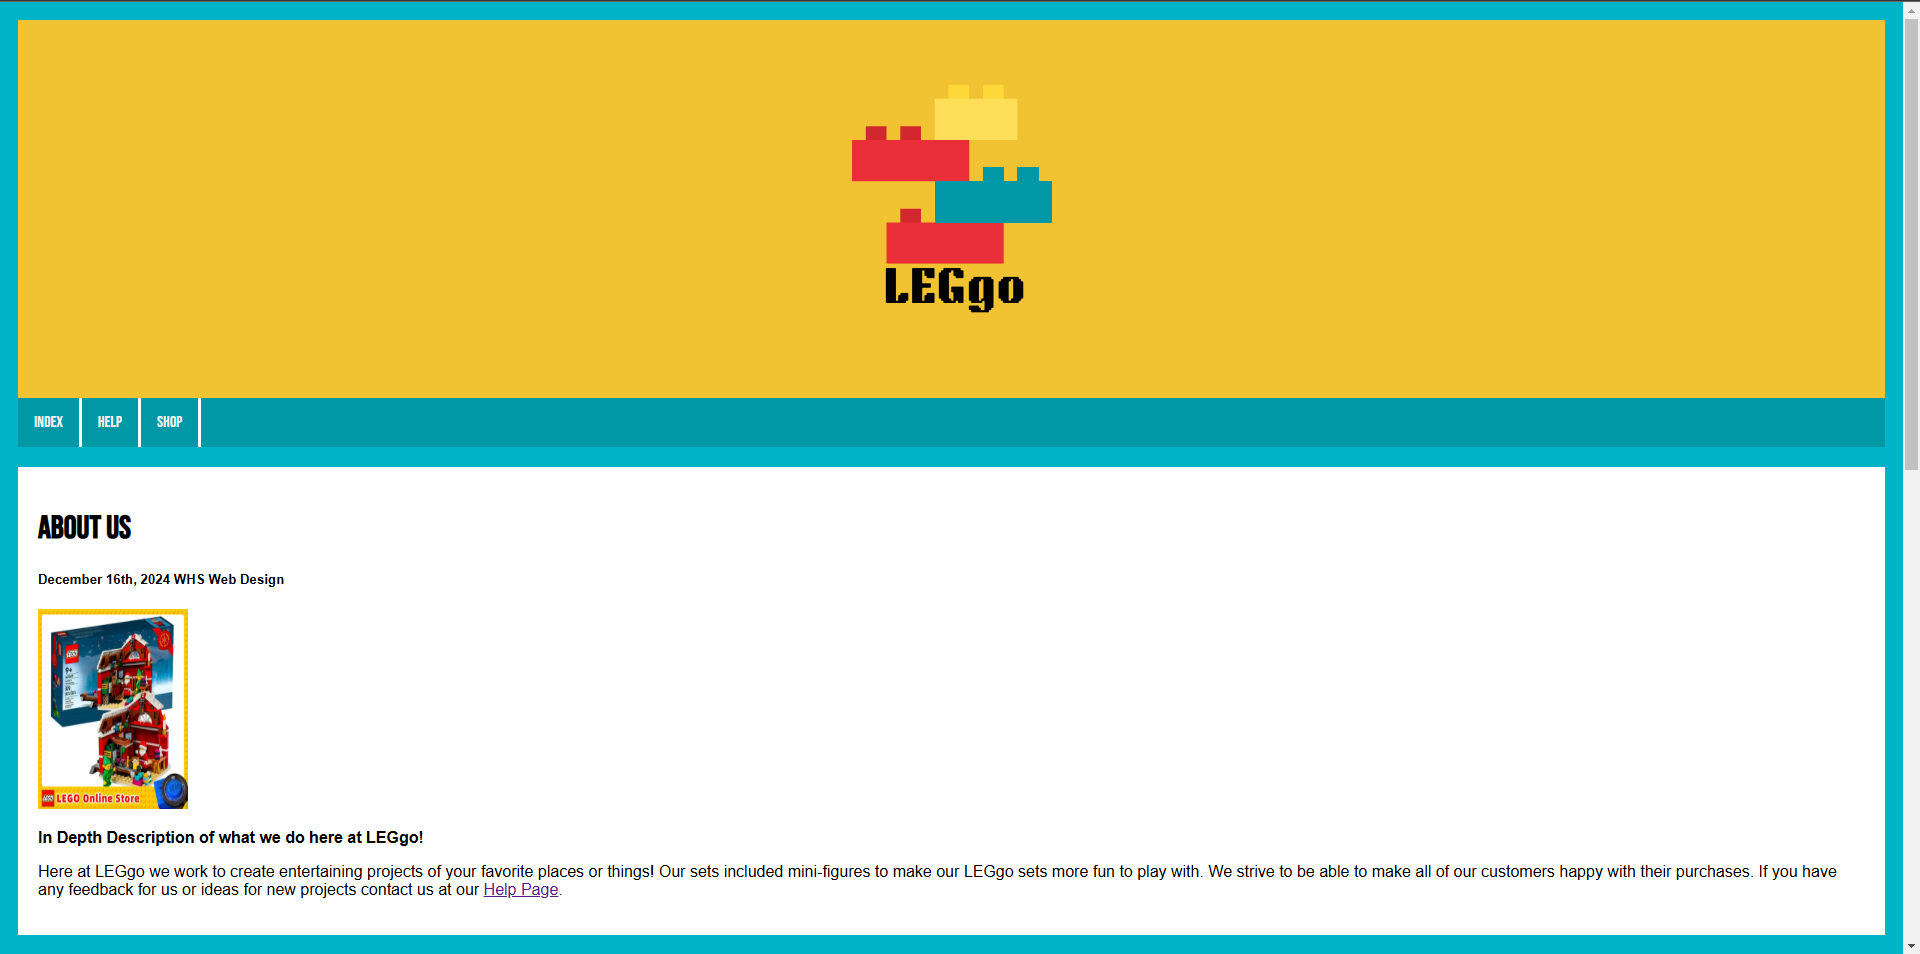 LEGgo
INDEX
HELP
SHOP
ABOUT US
December 16th, 2024 WHS Web Design
LEGO
9+
LEGO
LEGO Online Store
In Depth Description of what we do here at LEGgo!
Here at LEGgo we work to create entertaining projects of your favorite places or things! Our sets included mini-figures to make our LEGgo sets more fun to play with. We strive to be able to make all of our customers happy with their purchases. If you have
any feedback for us or ideas for new projects contact us at our Help Page.